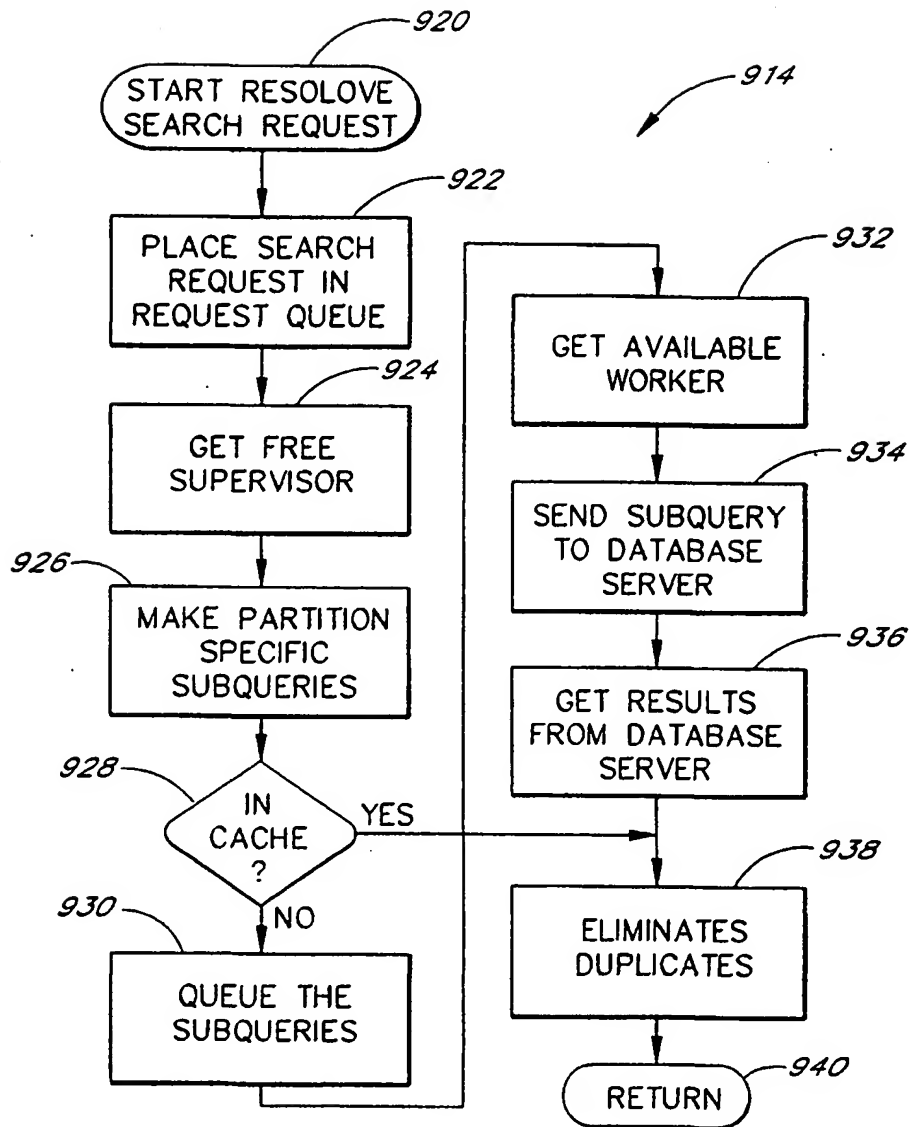 920
START RESOLOVE
SEARCH REQUEST
914
922
PLACE SEARCH
REQUEST IN
REQUEST QUEUE
924
GET FREE
SUPERVISOR
926
MAKE PARTITION
SPECIFIC
SUBQUERIES
928
IN
CACHE
?
YES
NO
930
QUEUE THE
SUBQUERIES
932
GET AVAILABLE
WORKER
934
SEND SUBQUERY
TO DATABASE
SERVER
936
GET RESULTS
FROM DATABASE
SERVER
938
ELIMINATES
DUPLICATES
940
RETURN